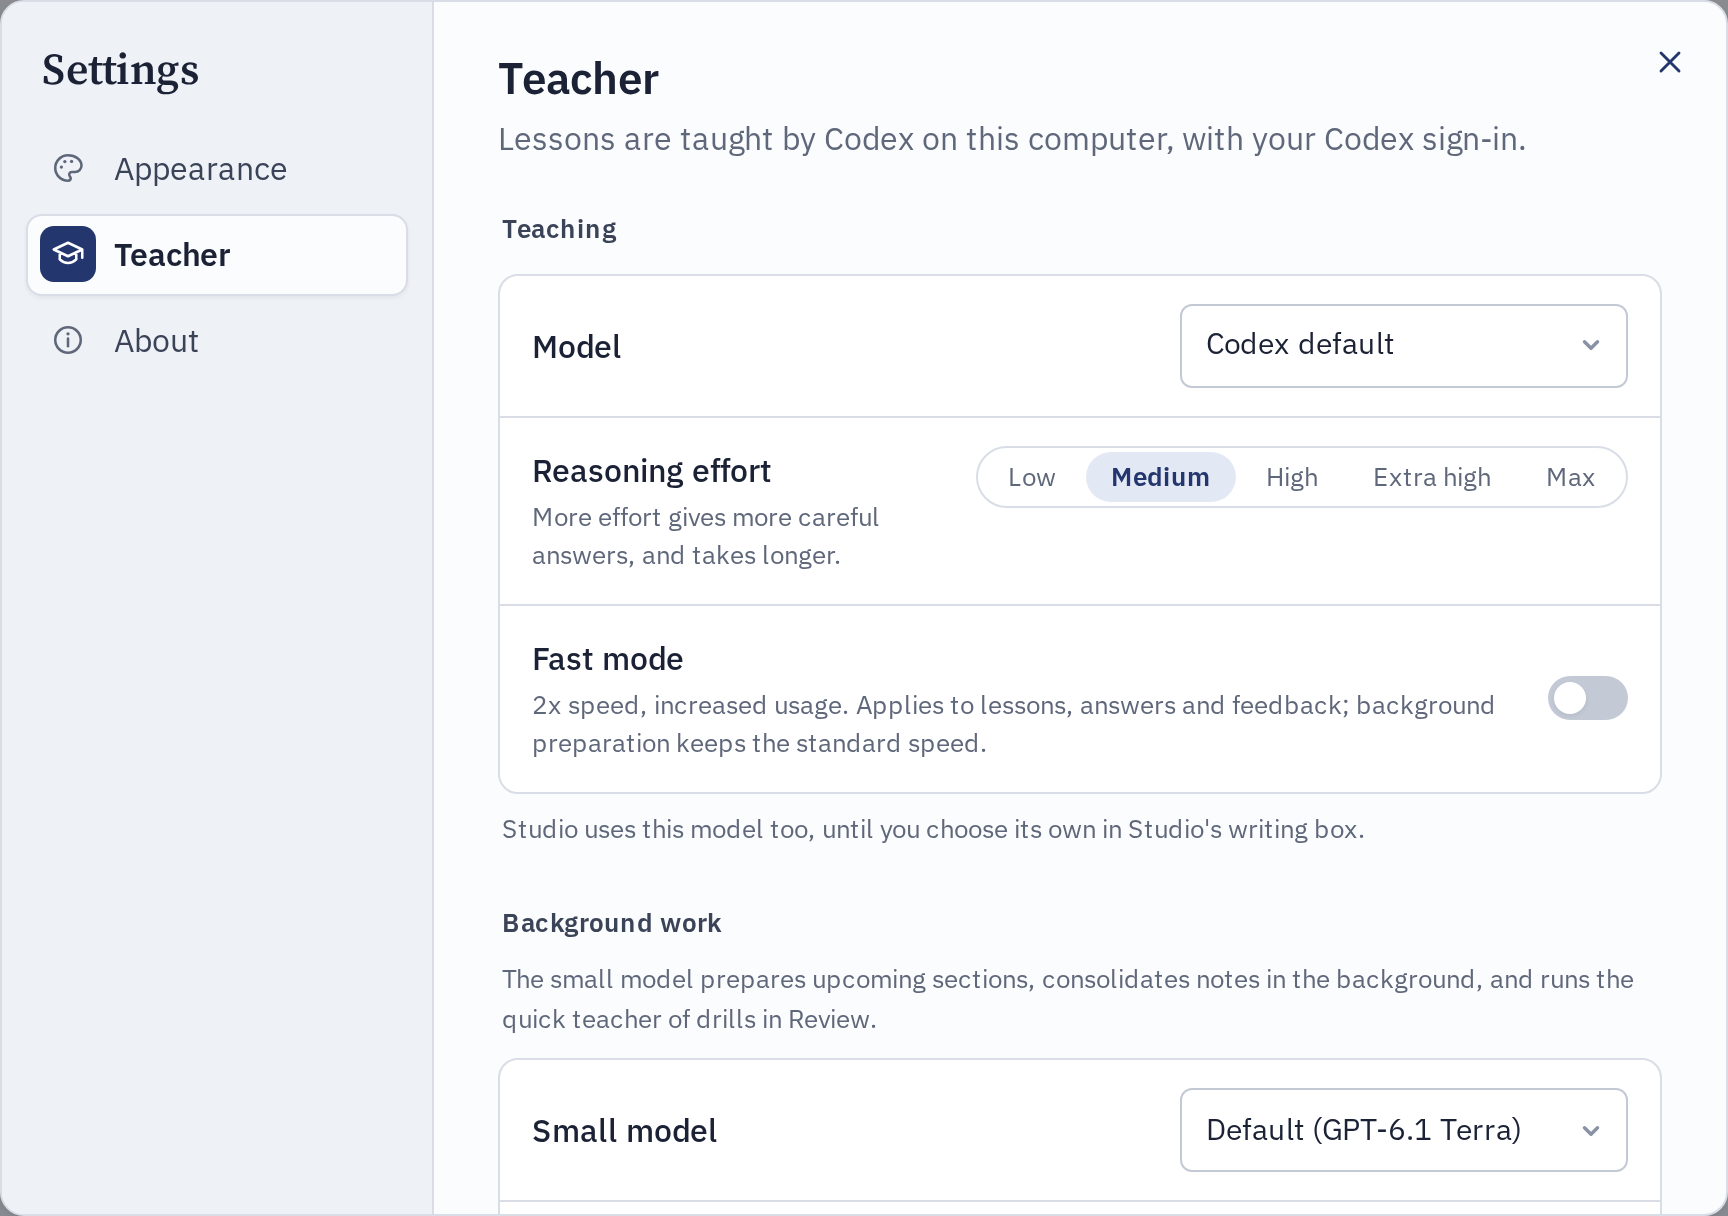 Settings
Appearance
Teacher
About
Teacher
Lessons are taught by Codex on this computer, with your Codex sign-in.
Teaching
Model
Codex default
Reasoning effort
Low
Medium
High
Extra high
Max
More effort gives more careful
answers, and takes longer.
Fast mode
2x speed, increased usage. Applies to lessons, answers and feedback; background
preparation keeps the standard speed.
Studio uses this model too, until you choose its own in Studio's writing box.
Background work
The small model prepares upcoming sections, consolidates notes in the background, and runs the
quick teacher of drills in Review.
Small model
Default (GPT-6.1 Terra)